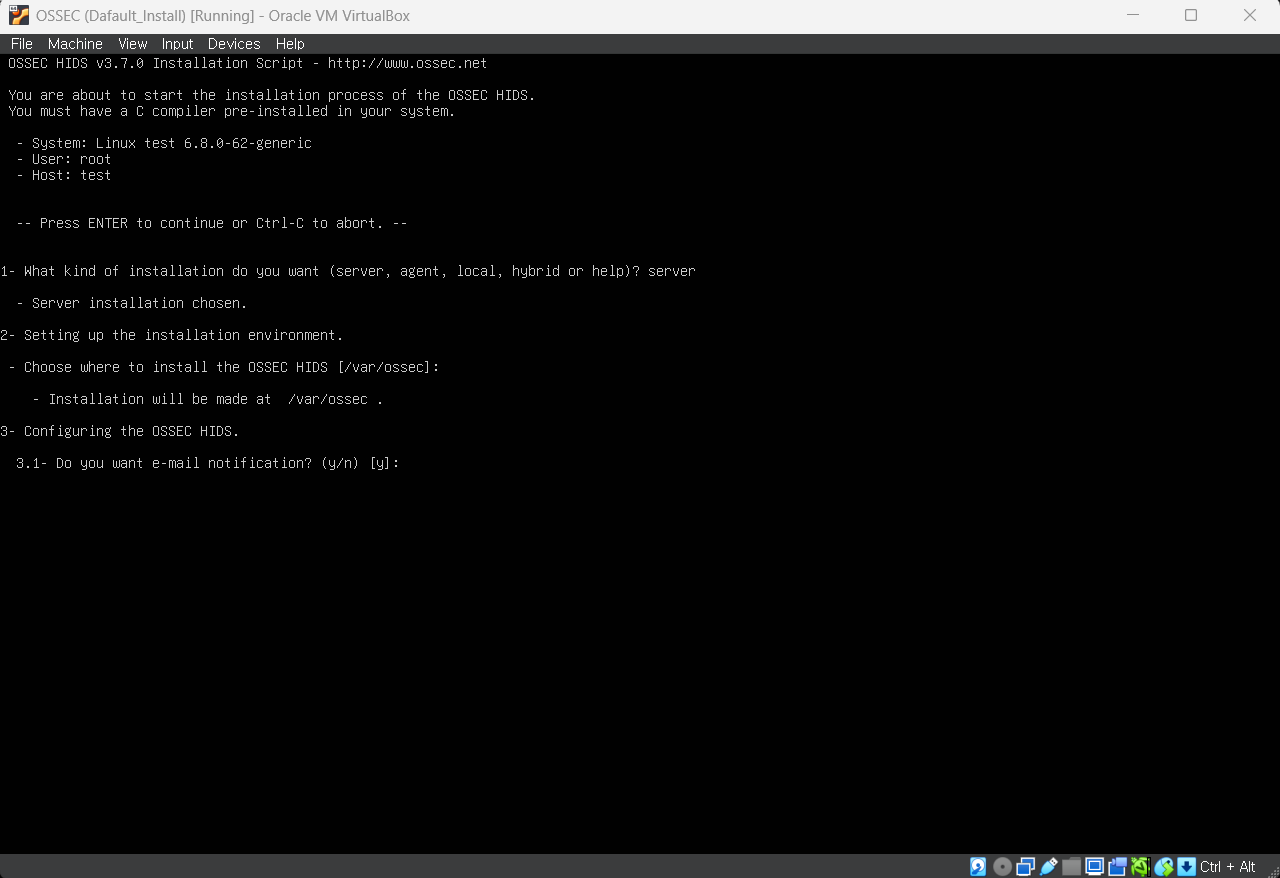 OSSEC (Dafault_Install) [Running] - Oracle VM VirtualBox
File Machine View Input Devices Help
OSSEC HIDS v3.7.0 Installation Script - http://www.ossec.net
You are about to start the installation process of the OSSEC HIDS.
You must have a C compiler pre-installed in your system.
- System: Linux test 6.8.0-62-generic
- User: root
- Host: test
-- Press ENTER to continue or Ctrl-C to abort. --
1- What kind of installation do you want (server, agent, local, hybrid or help)? server
- Server installation chosen.
2- Setting up the installation environment.
- Choose where to install the OSSEC HIDS [/var/ossec]:
- Installation will be made at  /var/ossec .
3- Configuring the OSSEC HIDS.
3.1- Do you want e-mail notification? (y/n) [y]:
Ctrl + Alt